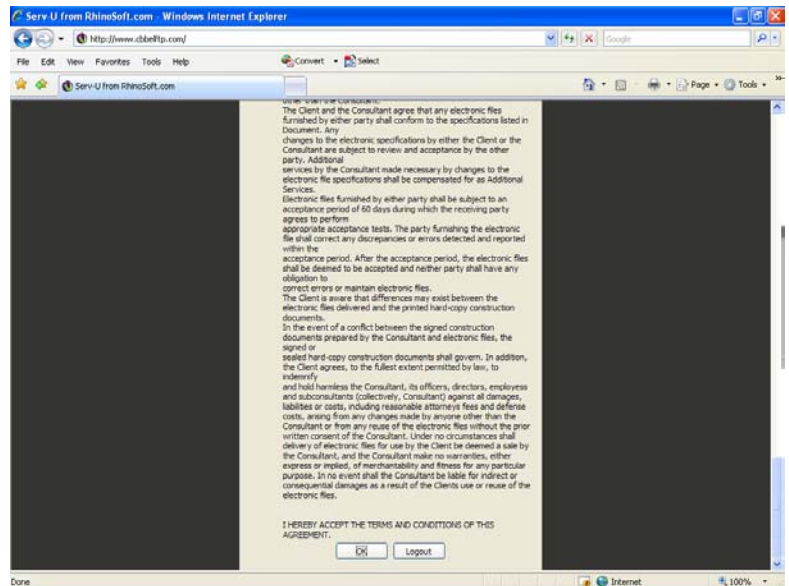 Serv-U from RhinoSoft.com - Windows Internet Explorer
http://www.cbbelftp.com/
Google
File Edit View Favorites Tools Help
Convert Select
Serv-U from RhinoSoft.com
Page Tools
other than the Consultant.
The Client and the Consultant agree that any electronic files
furnished by either party shall conform to the specifications listed in
Document. Any
changes to the electronic specifications by either the Client or the
Consultant are subject to review and acceptance by the other
party. Additional
services by the Consultant made necessary by changes to the
electronic file specifications shall be compensated for as Additional
Services.
Electronic files furnished by either party shall be subject to an
acceptance period of 60 days during which the receiving party
agrees to perform
appropriate acceptance tests. The party furnishing the electronic
file shall correct any discrepancies or errors detected and reported
within the
acceptance period. After the acceptance period, the electronic files
shall be deemed to be accepted and neither party shall have any
obligation to
correct errors or maintain electronic files.
The Client is aware that differences may exist between the
electronic files delivered and the printed hard-copy construction
documents.
In the event of a conflict between the signed construction
documents prepared by the Consultant and electronic files, the
signed or
sealed hard-copy construction documents shall govern. In addition,
the Client agrees, to the fullest extent permitted by law, to
indemnify
and hold harmless the Consultant, its officers, directors, employess
and subconsultants (collectively, Consultant) against all damages,
liabilities or costs, including reasonable attorneys fees and defense
costs, arising from any changes made by anyone other than the
Consultant or from any reuse of the electronic files without the prior
written consent of the Consultant. Under no circumstances shall
delivery of electronic files for use by the Client be deemed a sale by
the Consultant, and the Consultant make no warranties, either
express or implied, of merchantability and fitness for any particular
purpose. In no event shall the Consultant be liable for indirect or
consequential damages as a result of the Clients use or reuse of the
electronic files.
I HEREBY ACCEPT THE TERMS AND CONDITIONS OF THIS
AGREEMENT.
OK Logout
Done Internet 100%